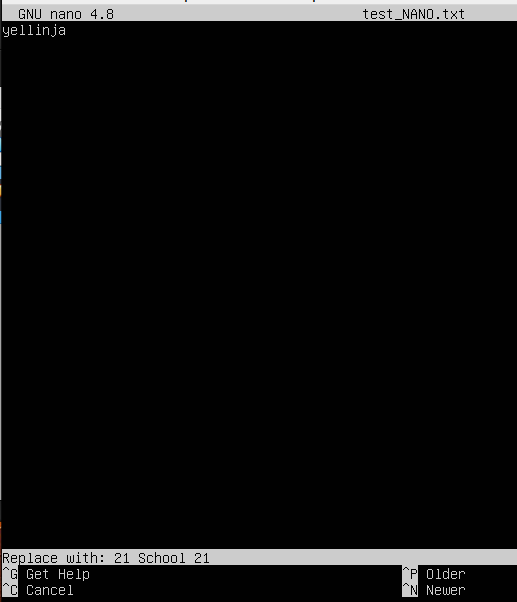 GNU nano 4.8 test_NANO.txt
yellinja
Replace with: 21 School 21
^G Get Help ^P Older
^C Cancel ^N Newer